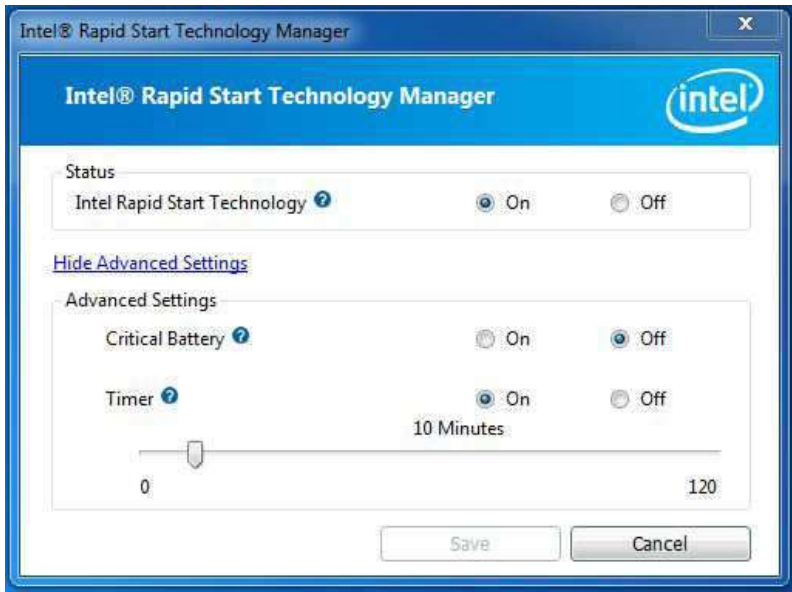 Intel® Rapid Start Technology Manager
X
Intel® Rapid Start Technology Manager
intel
Status
Intel Rapid Start Technology ? On Off
Hide Advanced Settings
Advanced Settings
Critical Battery ? On Off
Timer ? On Off
10 Minutes
0 120
Save Cancel